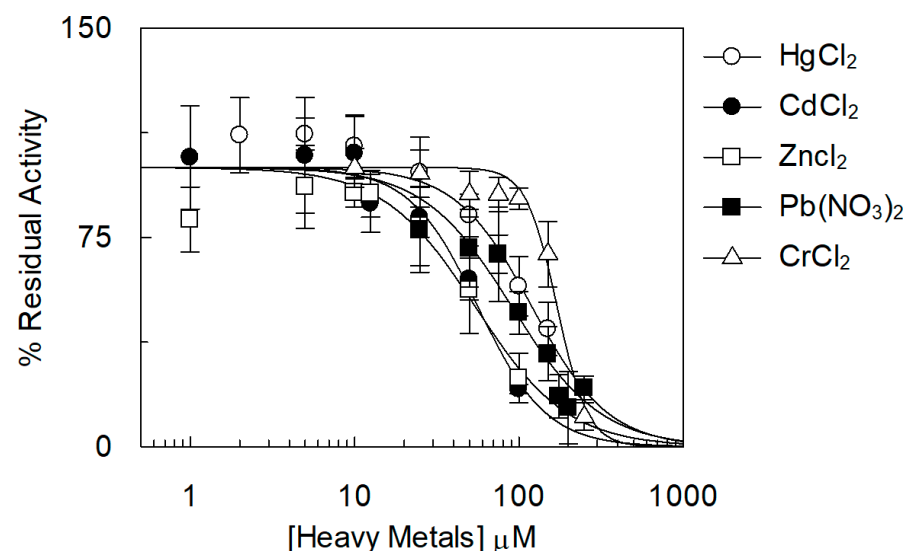 150
75
0
% Residual Activity
1 10 100 1000
[Heavy Metals] μM
HgCl₂
CdCl₂
Zncl₂
Pb(NO₃)₂
CrCl₂